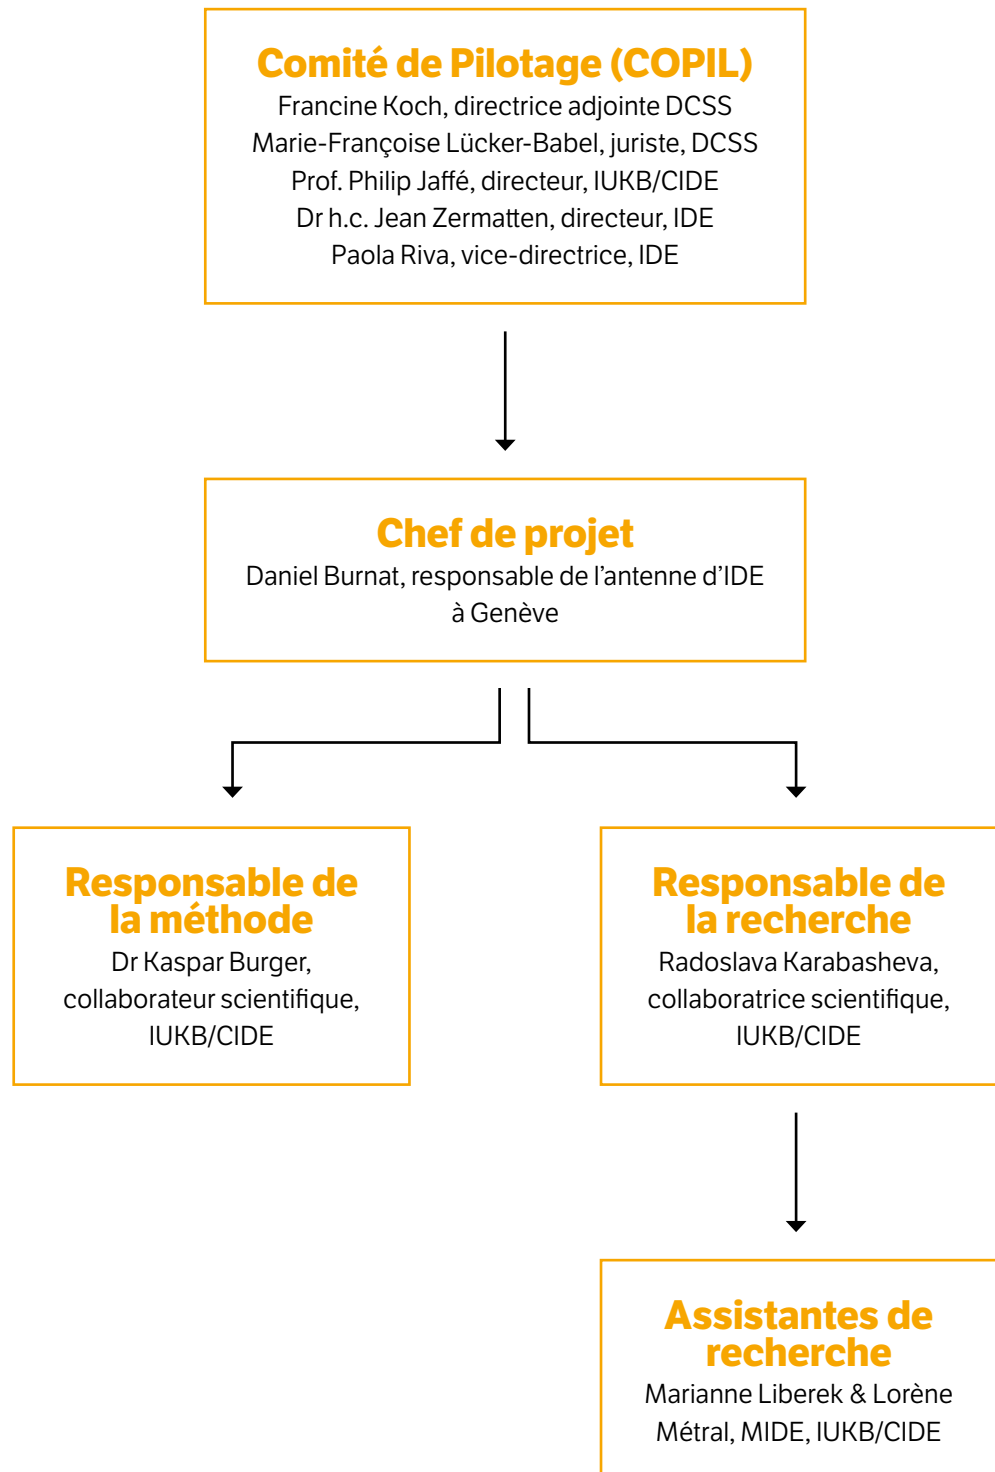 Comité de Pilotage (COPIL)
Francine Koch, directrice adjointe DCSS
Marie-Françoise Lücker-Babel, juriste, DCSS
Prof. Philip Jaffé, directeur, IUKB/CIDE
Dr h.c. Jean Zermatten, directeur, IDE
Paola Riva, vice-directrice, IDE
Chef de projet
Daniel Burnat, responsable de l’antenne d’IDE
à Genève
Responsable de
la méthode
Dr Kaspar Burger,
collaborateur scientifique,
IUKB/CIDE
Responsable de
la recherche
Radoslava Karabasheva,
collaboratrice scientifique,
IUKB/CIDE
Assistantes de
recherche
Marianne Liberek & Lorène
Métral, MIDE, IUKB/CIDE